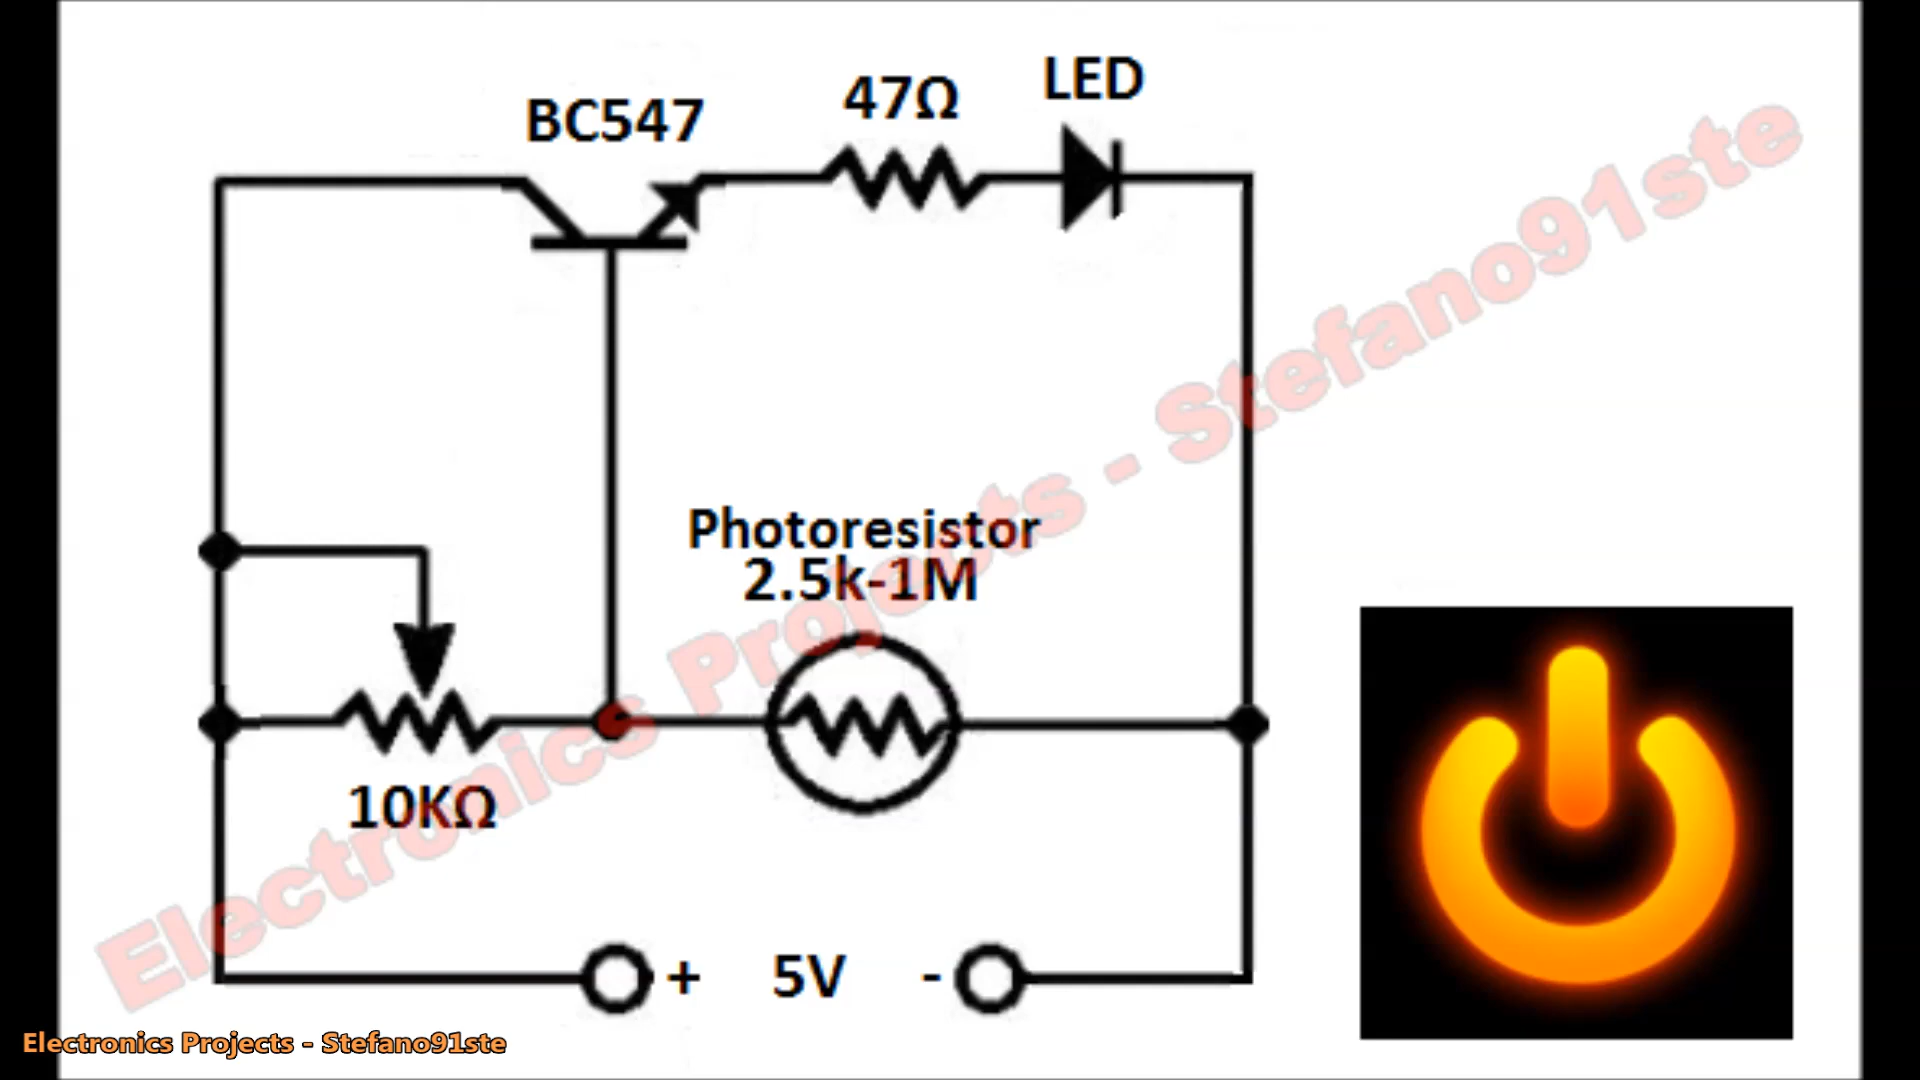 BC547
47Ω
LED
Photoresistor
2.5k-1M
10KΩ
+ 5V -
Electronics Projects - Stefano91ste
Electronics Projects - Stefano91ste